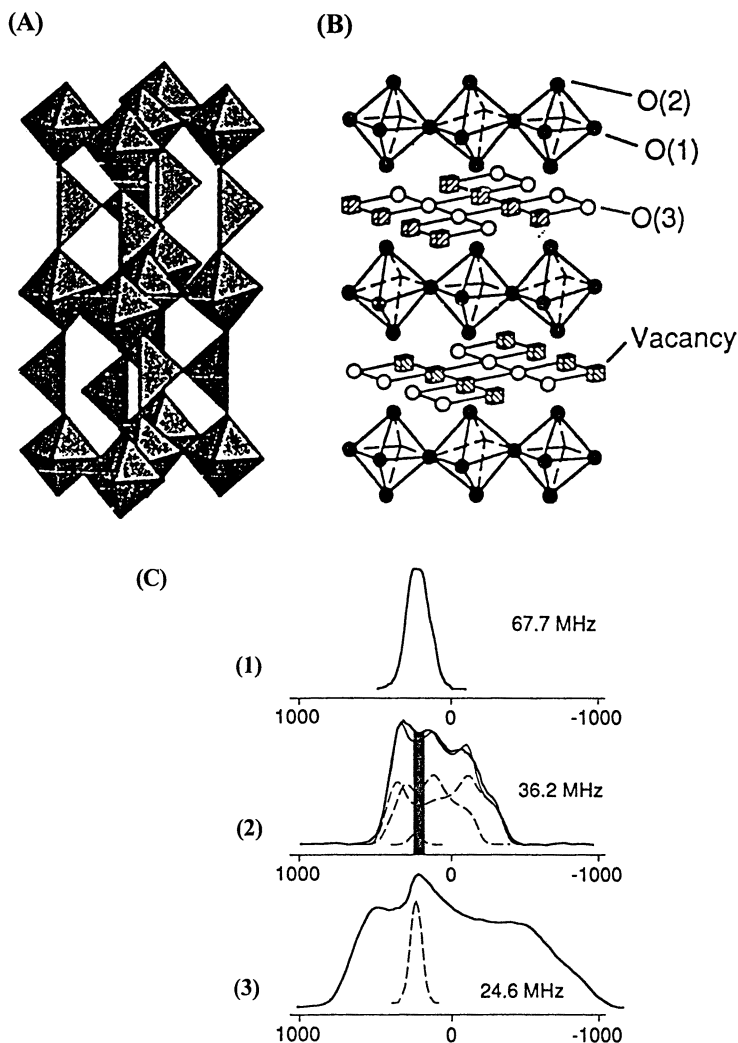 (A)
(B)
O(2)
O(1)
O(3)
Vacancy
(C)
(1)
67.7 MHz
1000 0 -1000
(2)
36.2 MHz
1000 0 -1000
(3)
24.6 MHz
1000 0 -1000